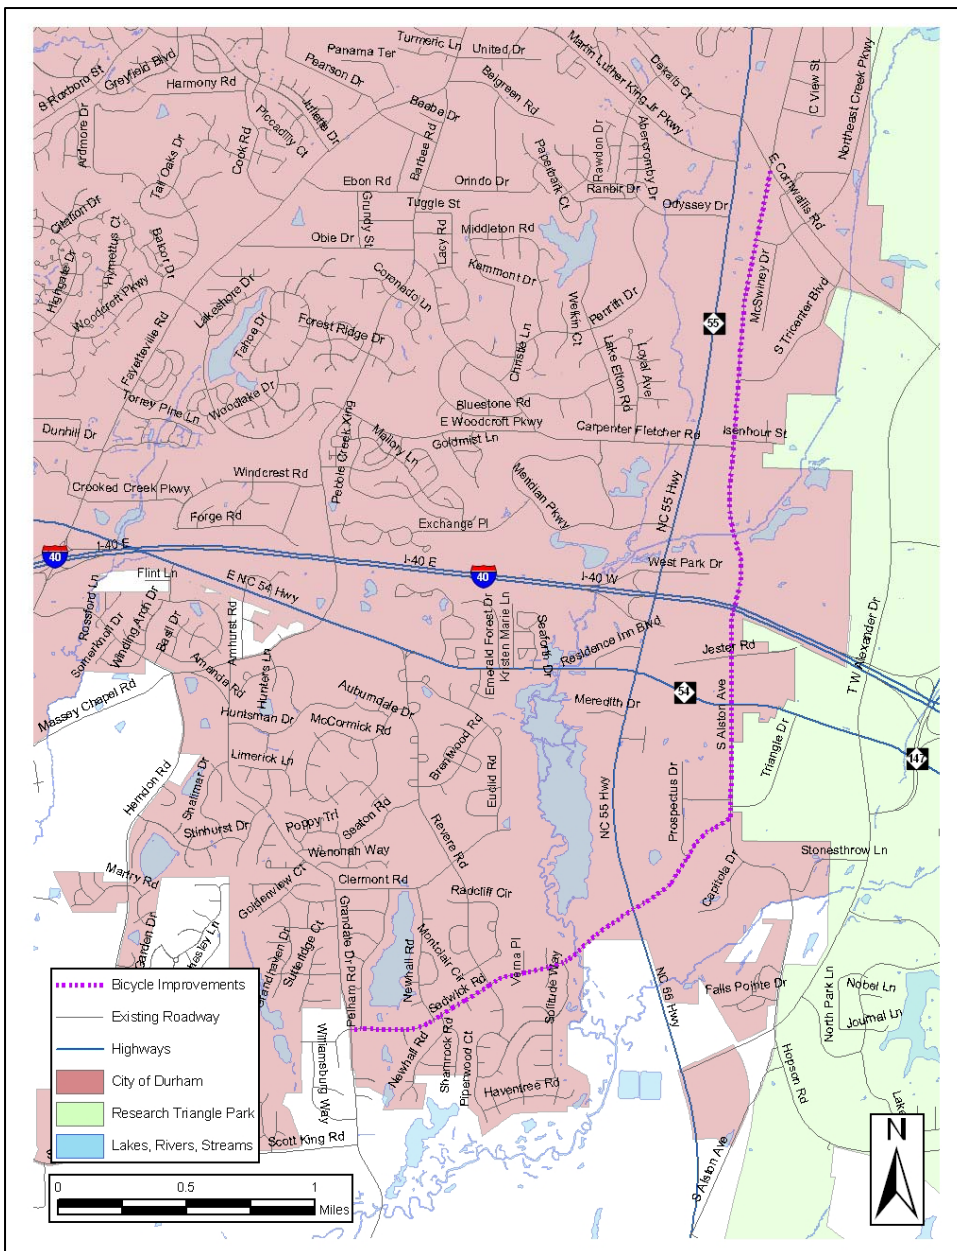 Turmeric Ln
United Dr
Panama Ter
Pearson Dr
Martin Luther King Jr Pkwy
Dekalb Ct
C View St
Northeast Creek Pkwy
S Roxboro St
Greyfield Blvd
Harmony Rd
Juliette Dr
Piccadilly Ct
Beebe Dr
Belgreen Rd
Ardmore Dr
Tall Oaks Dr
Cook Rd
Barbee Rd
Paperbark Ct
Rawdon Dr
Abercromby Dr
E Cornwallis Rd
Ebon Rd
Orindo Dr
Ranbir Dr
Odyssey Dr
Citation Dr
Hymettus Ct
Grundy St
Tuggle St
Obie Dr
Lacy Rd
Middleton Rd
Highgate Dr
Baloor Dr
Woodcroft Pkwy
Coronado Ln
Kemmont Dr
McSwiney Dr
Lakeshore Dr
Welkin Ct
Penrith Dr
S Tricenter Blvd
55
Fayetteville Rd
Tahoe Dr
Forest Ridge Dr
Christie Ln
Lake Elton Rd
Loyal Ave
Torrey Pine Ln
Woodlake Dr
Bluestone Rd
Dunhill Dr
Pebble Creek Xing
Mallory Ln
E Woodcroft Pkwy
Goldmist Ln
Carpenter Fletcher Rd
Isenhour St
Windcrest Rd
Crooked Creek Pkwy
Meridian Pkwy
NC 55 Hwy
Forge Rd
Exchange Pl
40
I-40 E
I-40 E
40
I-40 W
West Park Dr
Flint Ln
E NC 54 Hwy
Rossford Ln
Somerknoll Dr
Winding Arch Dr
Basil Dr
Amhurst Rd
Emerald Forest Dr
Kristen Marie Ln
Seaforth Dr
Residence Inn Blvd
Jester Rd
T W Alexander Dr
Massey Chapel Rd
Amanda Rd
Hunters Ln
Auburndale Dr
Meredith Dr
54
S Alston Ave
Huntsman Dr
McCormick Rd
Triangle Dr
147
Limerick Ln
Brentwood Rd
Euclid Rd
Herndon Rd
Shalimar Dr
Stinhurst Dr
Poppy Trl
Seaton Rd
Revere Rd
NC 55 Hwy
Prospectus Dr
Wenonah Way
Stonesthrow Ln
Martry Rd
Goldenview Ct
Clermont Rd
Radcliff Cir
Capitola Dr
Grandale Dr
Montclair Cir
Sutteridge Ct
Pelham Rd
Newhall Rd
Sedwick Rd
Verna Pl
Solitude Way
NC 55 Hwy
Falls Pointe Dr
North Park Ln
Nobel Ln
Journal Ln
Williamsburg Way
Newhall Rd
Shamrock Rd
Piperwood Ct
Haventree Rd
Hopson Rd
Scott King Rd
S Alston Ave
Bicycle Improvements
Existing Roadway
Highways
City of Durham
Research Triangle Park
Lakes, Rivers, Streams
0 0.5 1
Miles
N